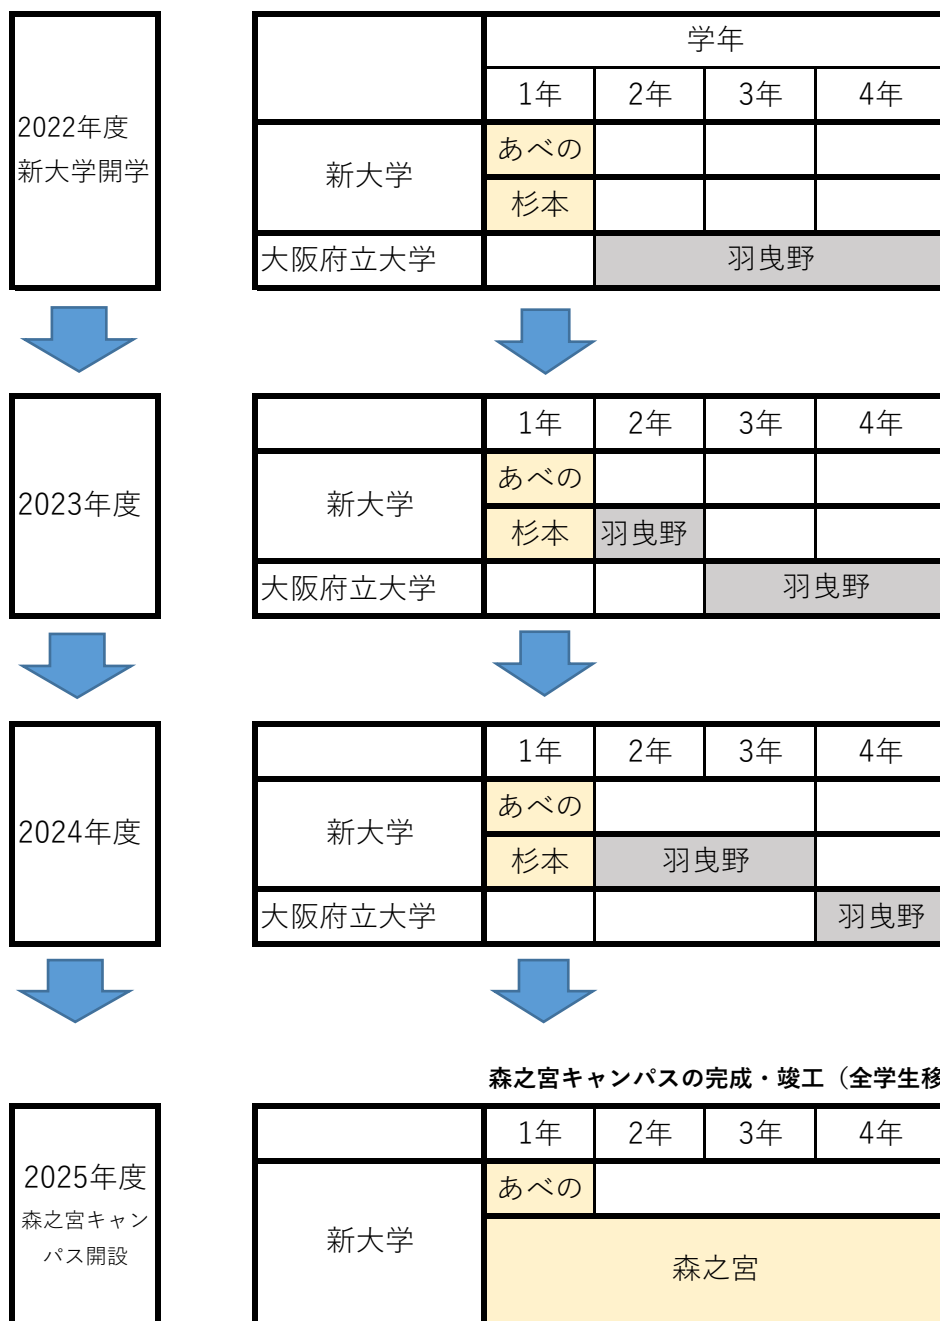 2022年度
新大学開学
学年
1年 2年 3年 4年
新大学
あべの
杉本
大阪府立大学 羽曳野
2023年度
1年 2年 3年 4年
新大学
あべの
杉本 羽曳野
大阪府立大学 羽曳野
2024年度
1年 2年 3年 4年
新大学
あべの
杉本 羽曳野
大阪府立大学 羽曳野
森之宮キャンパスの完成・竣工（全学生移
2025年度
森之宮キャン
パス開設
1年 2年 3年 4年
新大学
あべの
森之宮